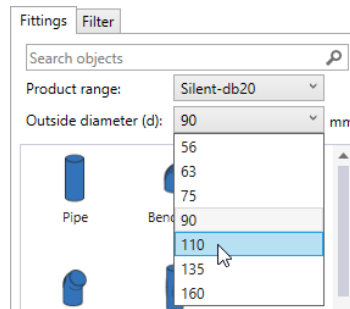 Fittings Filter
Search objects
Product range: Silent-db20
Outside diameter (d): 90 mm
56
63
75
90
110
135
160
Pipe